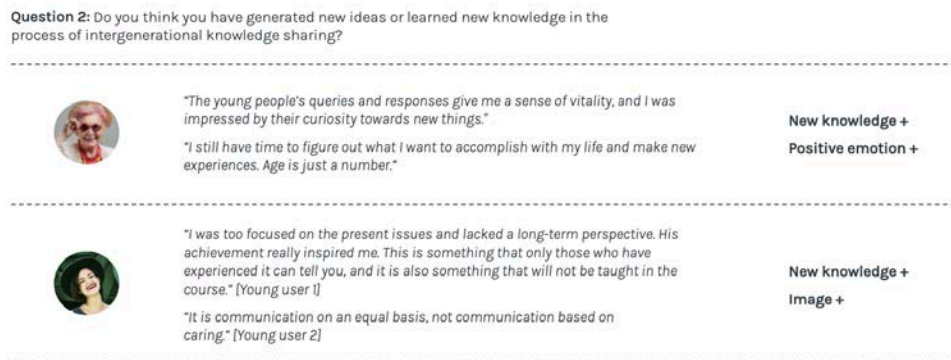 Question 2: Do you think you have generated new ideas or learned new knowledge in the
process of intergenerational knowledge sharing?
"The young people's queries and responses give me a sense of vitality, and I was
impressed by their curiosity towards new things."
"I still have time to figure out what I want to accomplish with my life and make new
experiences. Age is just a number."
New knowledge +
Positive emotion +
"I was too focused on the present issues and lacked a long-term perspective. His
achievement really inspired me. This is something that only those who have
experienced it can tell you, and it is also something that will not be taught in the
course." [Young user 1]
"It is communication on an equal basis, not communication based on
caring." [Young user 2]
New knowledge +
Image +